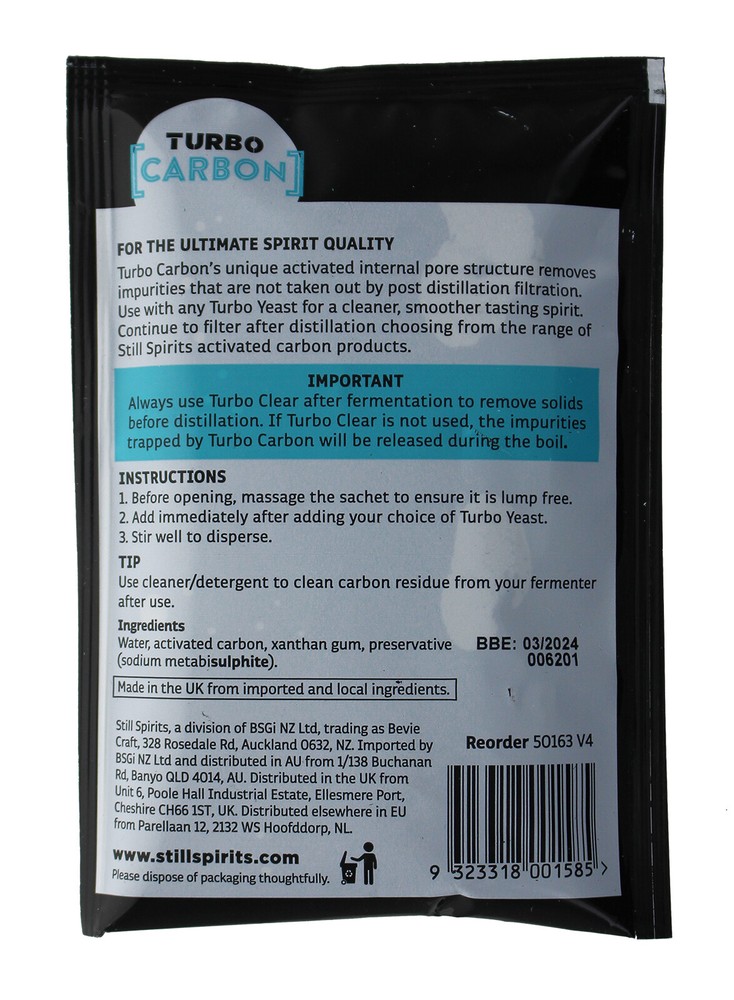 TURBO
[CARBON]
FOR THE ULTIMATE SPIRIT QUALITY
Turbo Carbon's unique activated internal pore structure removes
impurities that are not taken out by post distillation filtration.
Use with any Turbo Yeast for a cleaner, smoother tasting spirit.
Continue to filter after distillation choosing from the range of
Still Spirits activated carbon products.
IMPORTANT
Always use Turbo Clear after fermentation to remove solids
before distillation. If Turbo Clear is not used, the impurities
trapped by Turbo Carbon will be released during the boil.
INSTRUCTIONS
1. Before opening, massage the sachet to ensure it is lump free.
2. Add immediately after adding your choice of Turbo Yeast.
3. Stir well to disperse.
TIP
Use cleaner/detergent to clean carbon residue from your fermenter
after use.
Ingredients
Water, activated carbon, xanthan gum, preservative
(sodium metabisulphite).
BBE: 03/2024
006201
Made in the UK from imported and local ingredients.
Still Spirits, a division of BSGi NZ Ltd, trading as Bevie
Craft, 328 Rosedale Rd, Auckland 0632, NZ. Imported by
BSGi NZ Ltd and distributed in AU from 1/138 Buchanan
Rd, Banyo QLD 4014, AU. Distributed in the UK from
Unit 6, Poole Hall Industrial Estate, Ellesmere Port,
Cheshire CH66 1ST, UK. Distributed elsewhere in EU
from Parellaan 12, 2132 WS Hoofddorp, NL.
www.stillspirits.com
Please dispose of packaging thoughtfully.
Reorder 50163 V4
9 323318 001585 >